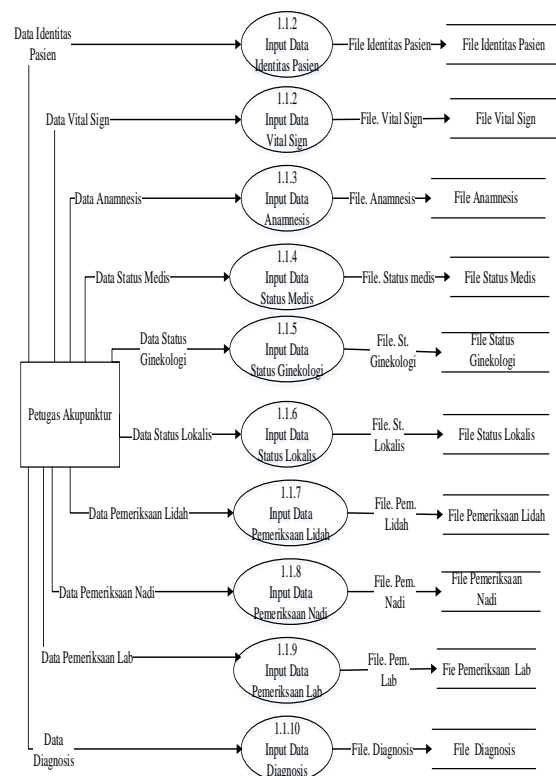 Data Identitas
Pasien
1.1.2
Input Data
Identitas Pasien
File Identitas Pasien
File Identitas Pasien
Data Vital Sign
1.1.2
Input Data
Vital Sign
File. Vital Sign
File Vital Sign
Data Anamnesis
1.1.3
Input Data
Anamnesis
File. Anamnesis
File Anamnesis
Data Status Medis
1.1.4
Input Data
Status Medis
File. Status medis
File Status Medis
Data Status
Ginekologi
1.1.5
Input Data
Status Ginekologi
File. St.
Ginekologi
File Status
Ginekologi
Petugas Akupunktur
Data Status Lokalis
1.1.6
Input Data
Status Lokalis
File. St.
Lokalis
File Status Lokalis
Data Pemeriksaan Lidah
1.1.7
Input Data
Pemeriksaan Lidah
File. Pem.
Lidah
File Pemeriksaan Lidah
Data Pemeriksaan Nadi
1.1.8
Input Data
Pemeriksaan Nadi
File. Pem.
Nadi
File Pemeriksaan
Nadi
Data Pemeriksaan Lab
1.1.9
Input Data
Pemeriksaan Lab
File. Pem.
Lab
Fie Pemeriksaan Lab
Data
Diagnosis
1.1.10
Input Data
Diagnosis
File. Diagnosis
File Diagnosis